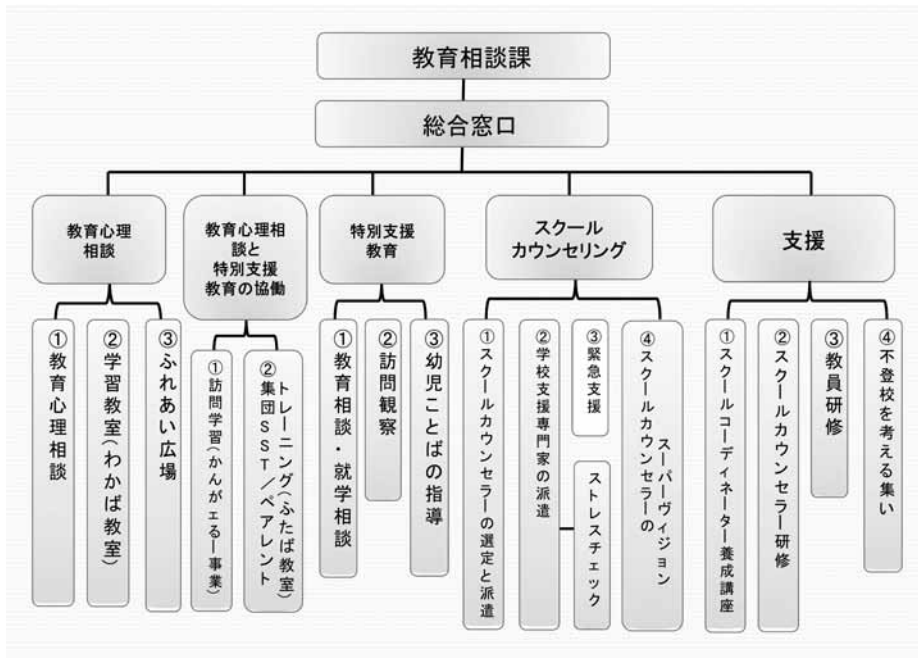 教育相談課
総合窓口
教育心理
相談
教育心理相
談と
特別支援
教育の協働
特別支援
教育
スクール
カウンセリング
支援
①教育心理相談
②学習教室(わかば教室)
③ふれあい広場
①訪問学習(かんがェるー事業)
②集団SST/ペアレント
トレーニング(ふたば教室)
①教育相談・就学相談
②訪問観察
③幼児ことばの指導
①スクールカウンセラーの選定と派遣
②学校支援専門家の派遣
③緊急支援
ストレスチェック
④スクールカウンセラーの
スーパーヴィジョン
①スクールコーディネーター養成講座
②スクールカウンセラー研修
③教員研修
④不登校を考える集い